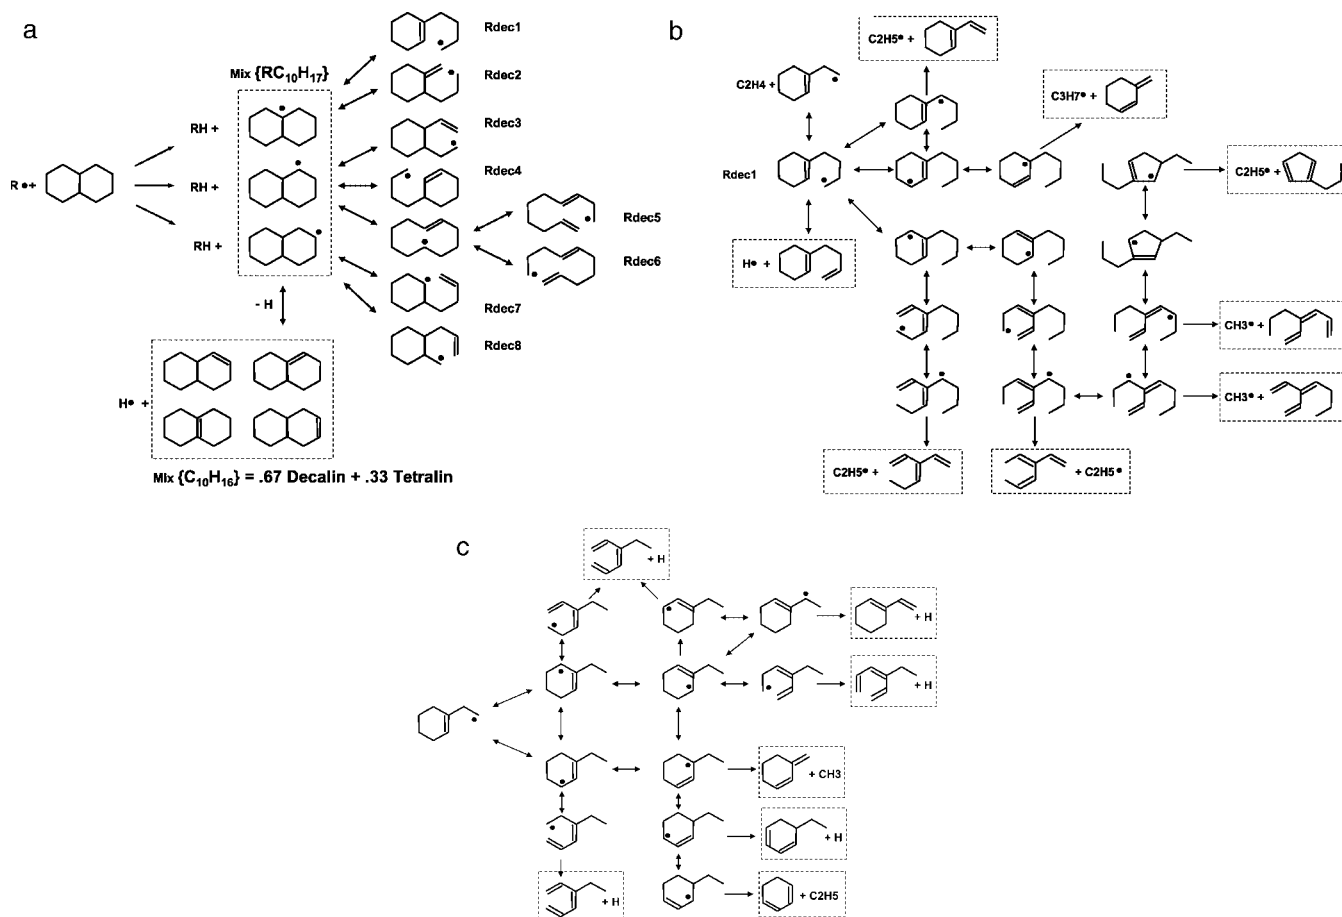 a
Mix {RC10H17}
R●+
RH +
RH +
RH +
- H
H● +
Mix {C10H16} = .67 Decalin + .33 Tetralin
Rdec1
Rdec2
Rdec3
Rdec4
Rdec5
Rdec6
Rdec7
Rdec8
b
C2H5● +
C2H4 +
C3H7● +
Rdec1
C2H5● +
H● +
CH3● +
CH3● +
C2H5● +
+ C2H5●
c
+ H
+ H
+ H
+ CH3
+ H
+ H
+ C2H5